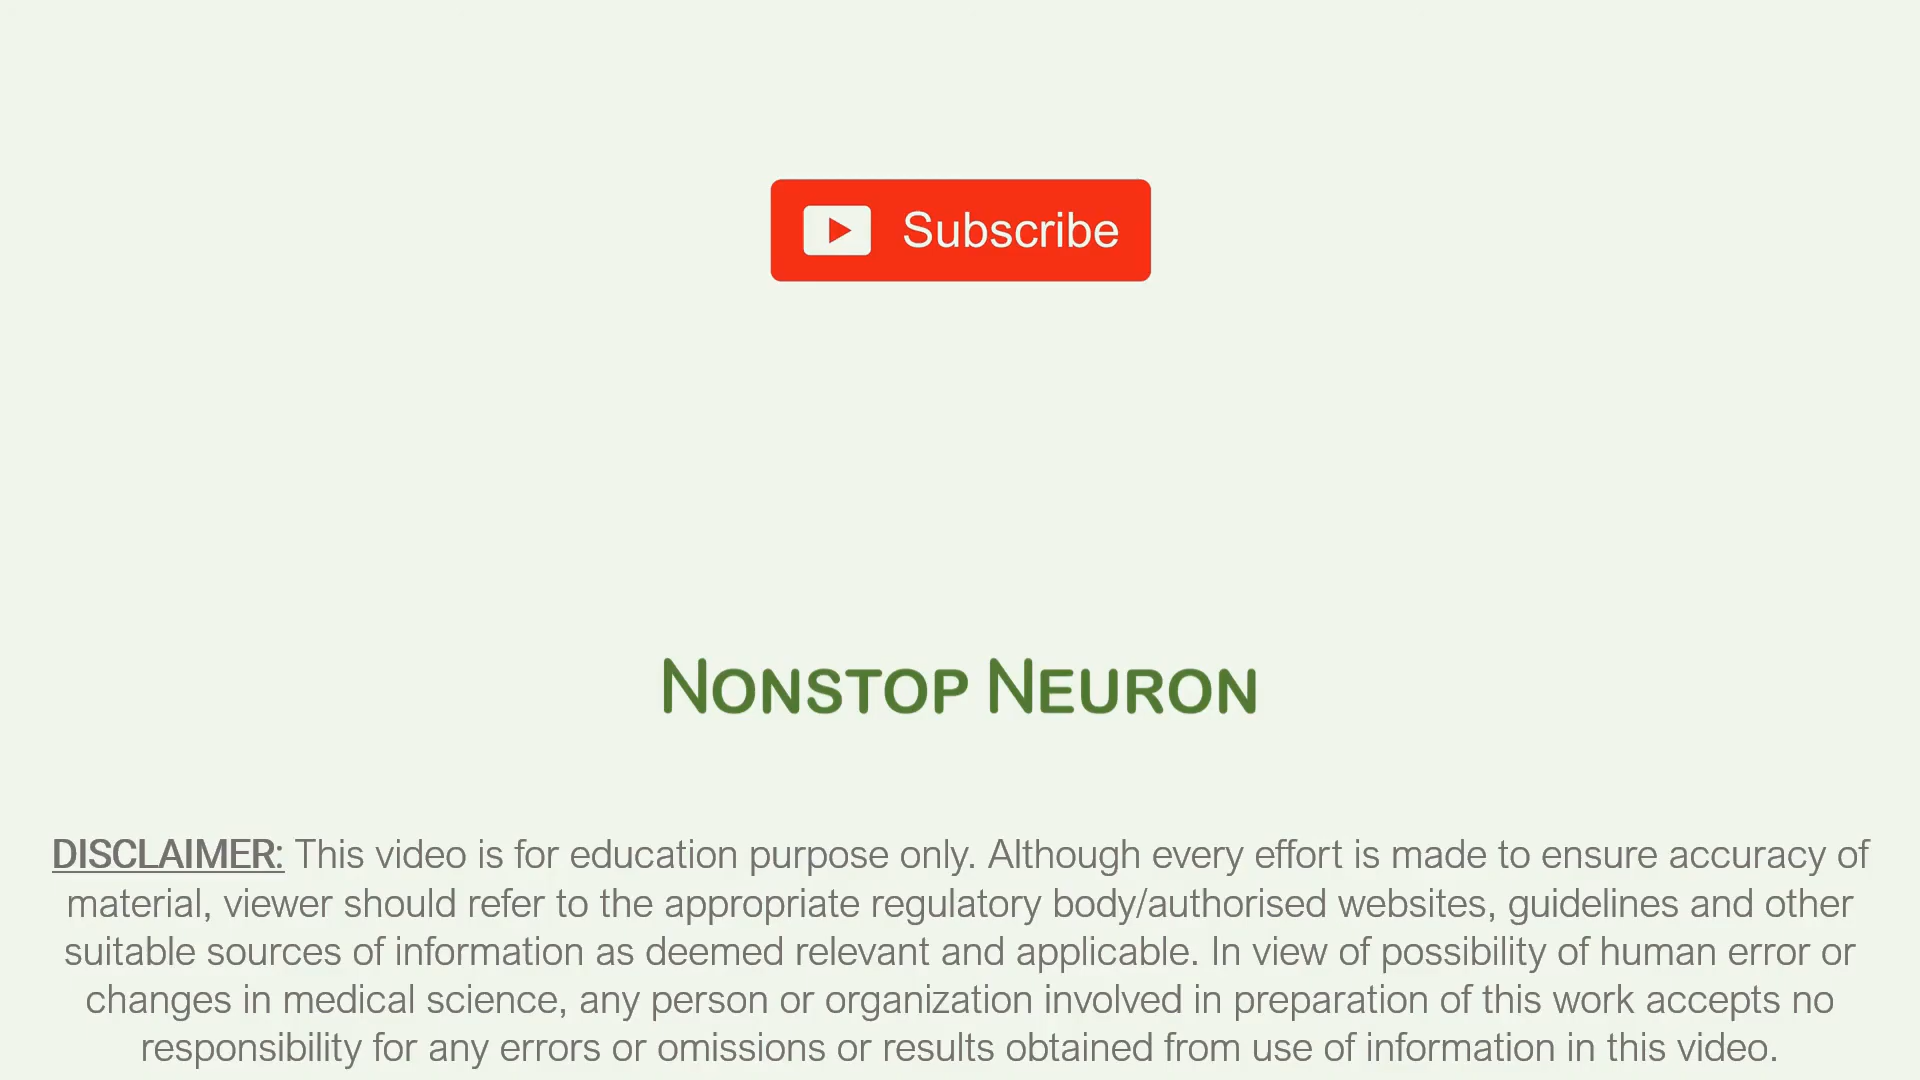 Subscribe
NONSTOP NEURON
DISCLAIMER: This video is for education purpose only. Although every effort is made to ensure accuracy of
material, viewer should refer to the appropriate regulatory body/authorised websites, guidelines and other
suitable sources of information as deemed relevant and applicable. In view of possibility of human error or
changes in medical science, any person or organization involved in preparation of this work accepts no
responsibility for any errors or omissions or results obtained from use of information in this video.